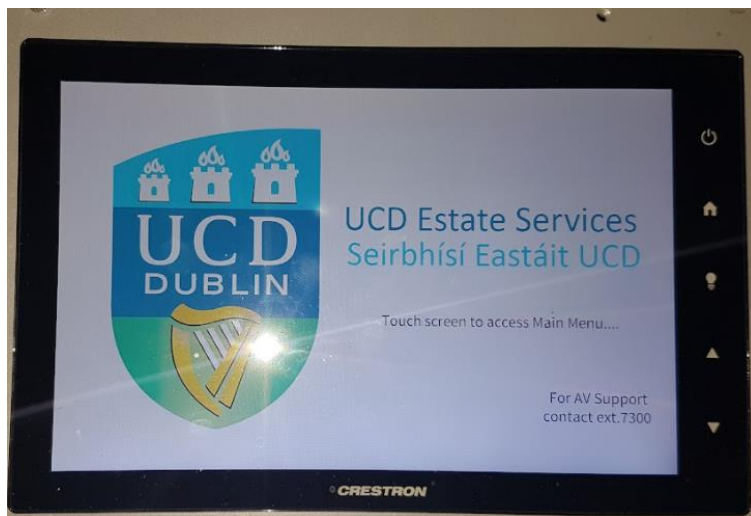 UCD
DUBLIN
UCD Estate Services
Seirbhísí Eastáit UCD
Touch screen to access Main Menu....
For AV Support
contact ext.7300
CRESTRON